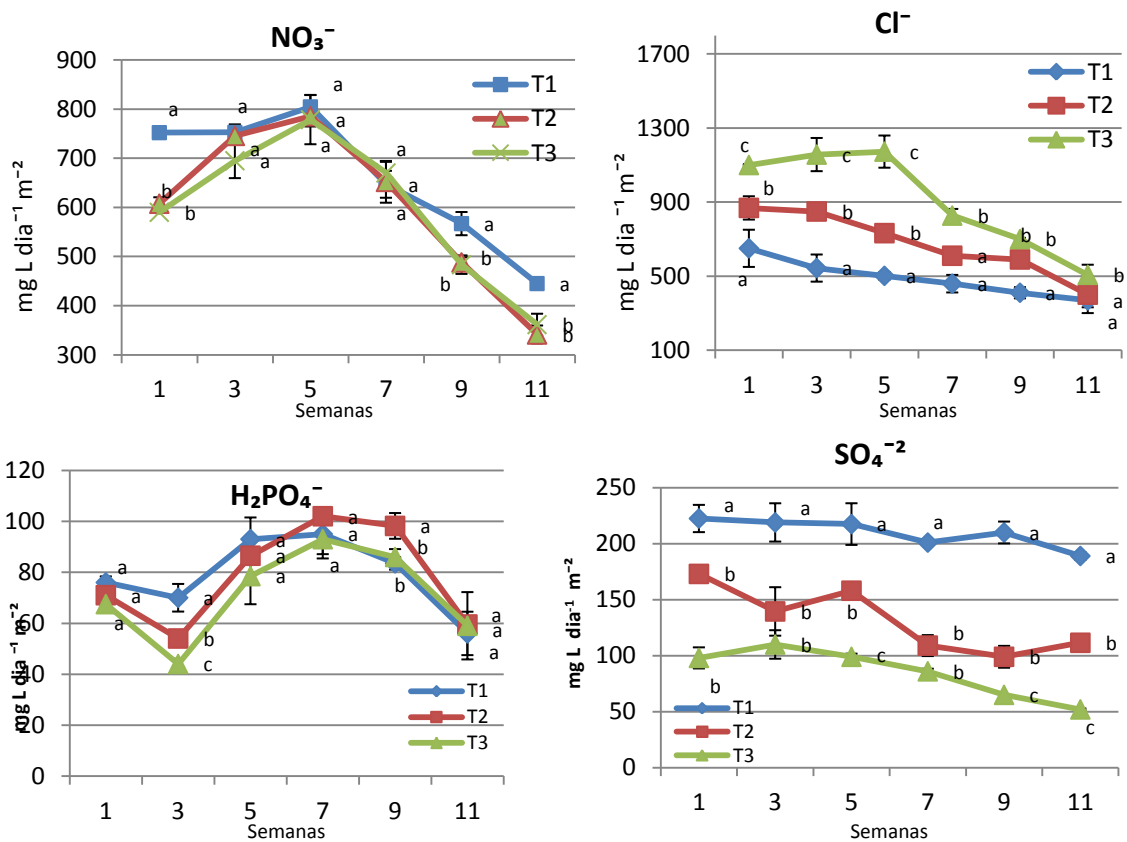 NO₃⁻
900
800
700
600
500
400
300
mg L dia⁻¹ m⁻²
T1
T2
T3
a
a
a
a
a
a
a
a
a
a
b
b
a
a
b
b
a
b
b
1 3 5 7 9 11
Semanas
Cl⁻
1700
1300
900
500
100
mg L dia⁻¹ m⁻²
T1
T2
T3
c
c
c
b
b
b
b
b
b
a
a
a
a
a
b
a
a
1 3 5 7 9 11
Semanas
H₂PO₄⁻
120
100
80
60
40
20
0
mg L dia⁻¹ m⁻²
a
a
a
a
b
c
a
a
a
a
a
a
a
b
b
a
a
a
T1
T2
T3
1 3 5 7 9 11
Semanas
SO₄⁻²
250
200
150
100
50
0
mg L dia⁻¹ m⁻²
a
a
a
a
a
a
b
b
b
b
b
b
b
b
c
b
c
c
T1
T2
T3
1 3 5 7 9 11
Semanas